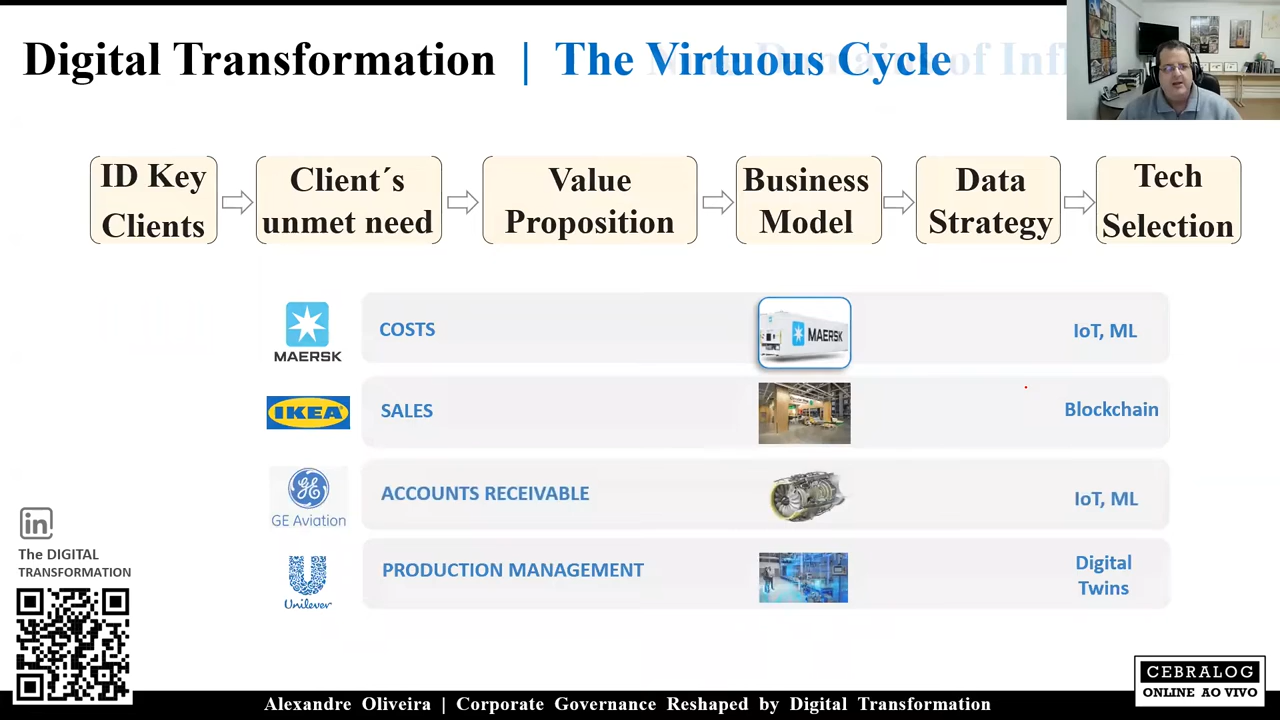 Digital Transformation | The Virtuous Cycle
ID Key
Clients
Client´s
unmet need
Value
Proposition
Business
Model
Data
Strategy
Tech
Selection
MAERSK
COSTS
MAERSK
IoT, ML
IKEA
SALES
Blockchain
GE Aviation
ACCOUNTS RECEIVABLE
IoT, ML
Unilever
PRODUCTION MANAGEMENT
Digital
Twins
in
The DIGITAL
TRANSFORMATION
CEBRALOG
ONLINE AO VIVO
Alexandre Oliveira | Corporate Governance Reshaped by Digital Transformation